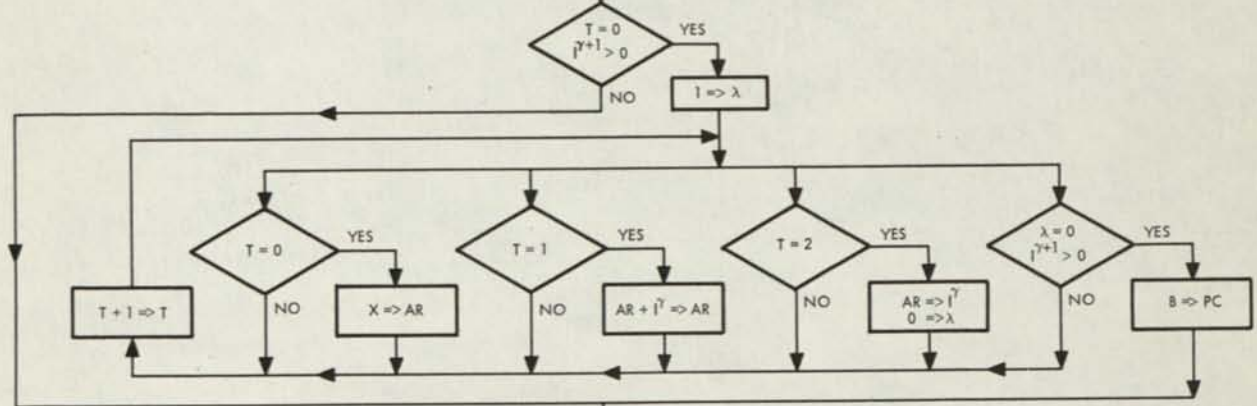 T = 0
I^γ+1 > 0
YES
NO
1 => λ
T = 0
YES
NO
X => AR
T = 1
YES
NO
AR + I^γ => AR
T = 2
YES
NO
AR => I^γ
0 => λ
λ = 0
I^γ+1 > 0
YES
NO
B => PC
T + 1 => T